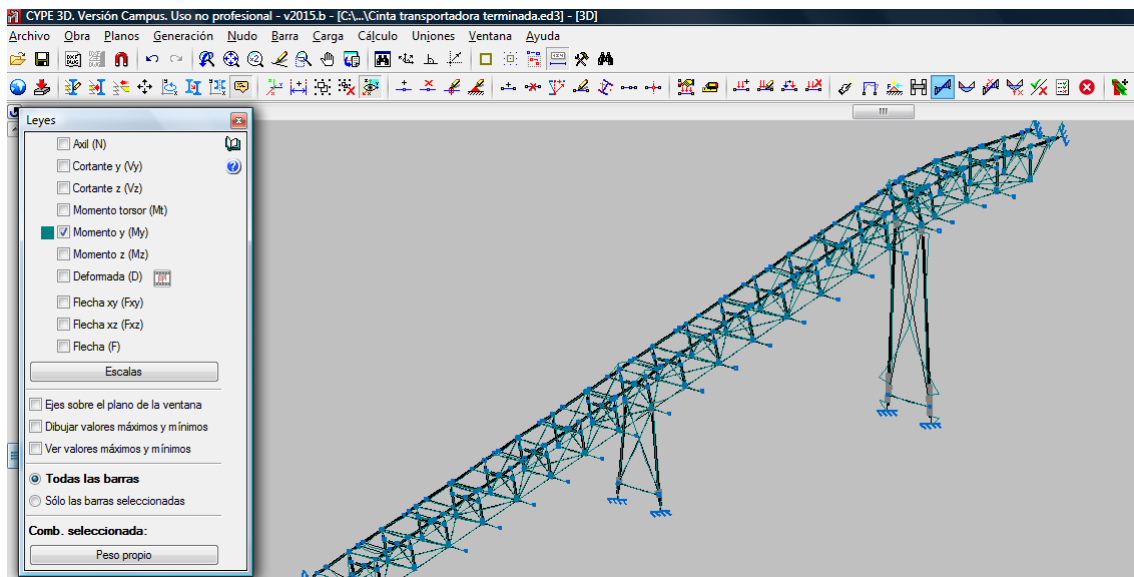 CYPE 3D. Versión Campus. Uso no profesional - v2015.b - [C:\...\Cinta transportadora terminada.ed3] - [3D]
Archivo Obra Planos Generación Nudo Barra Carga Cálculo Uniones Ventana Ayuda
Leyes
Axil (N)
Cortante y (Vy)
Cortante z (Vz)
Momento torsor (Mt)
Momento y (My)
Momento z (Mz)
Deformada (D)
Flecha xy (Fxy)
Flecha xz (Fxz)
Flecha (F)
Escalas
Ejes sobre el plano de la ventana
Dibujar valores máximos y mínimos
Ver valores máximos y mínimos
Todas las barras
Sólo las barras seleccionadas
Comb. seleccionada:
Peso propio